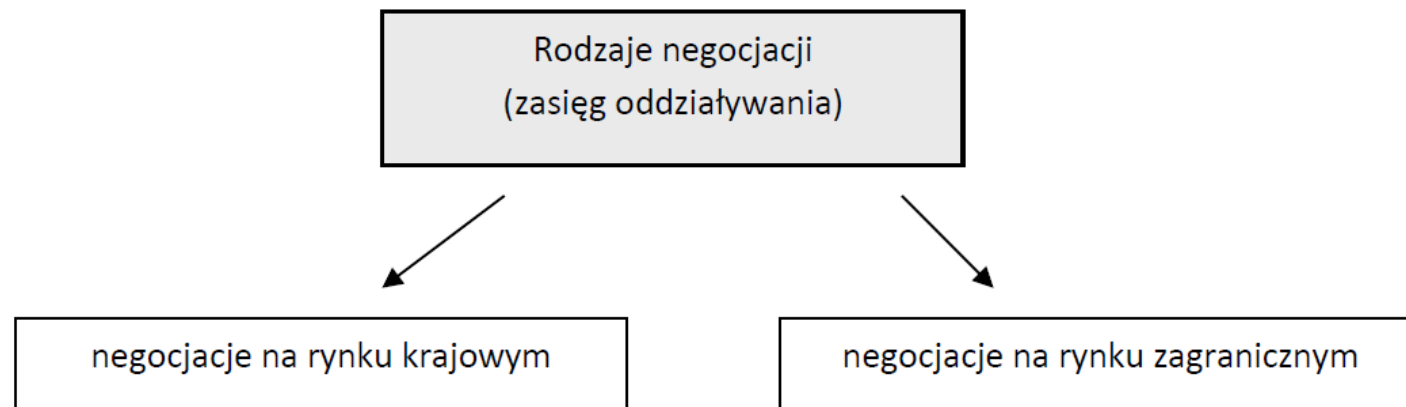 Rodzaje negocjacji
(zasięg oddziaływania)
negocjacje na rynku krajowym
negocjacje na rynku zagranicznym